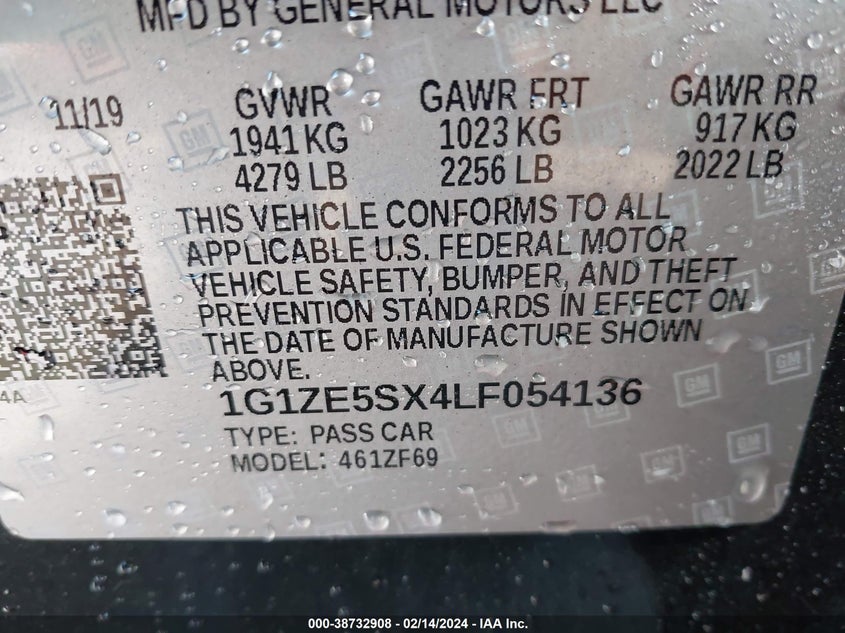 MFD BY GENERAL MOTORS LLC
11/19 GVWR GAWR FRT GAWR RR
1941 KG 1023 KG 917 KG
4279 LB 2256 LB 2022 LB
THIS VEHICLE CONFORMS TO ALL
APPLICABLE U.S. FEDERAL MOTOR
VEHICLE SAFETY, BUMPER, AND THEFT
PREVENTION STANDARDS IN EFFECT ON
THE DATE OF MANUFACTURE SHOWN
ABOVE.
4A
1G1ZE5SX4LF054136
TYPE: PASS CAR
MODEL: 461ZF69
000-38732908 - 02/14/2024 - IAA Inc.